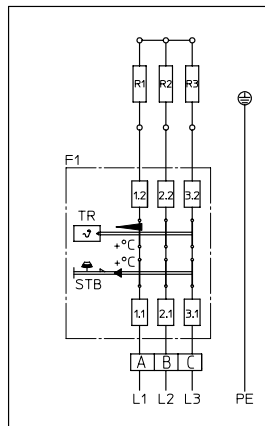 R1 R2 R3
F1
1.2 2.2 3.2
TR
ϑ
+°C
+°C
STB
1.1 2.1 3.1
A B C
L1 L2 L3 PE